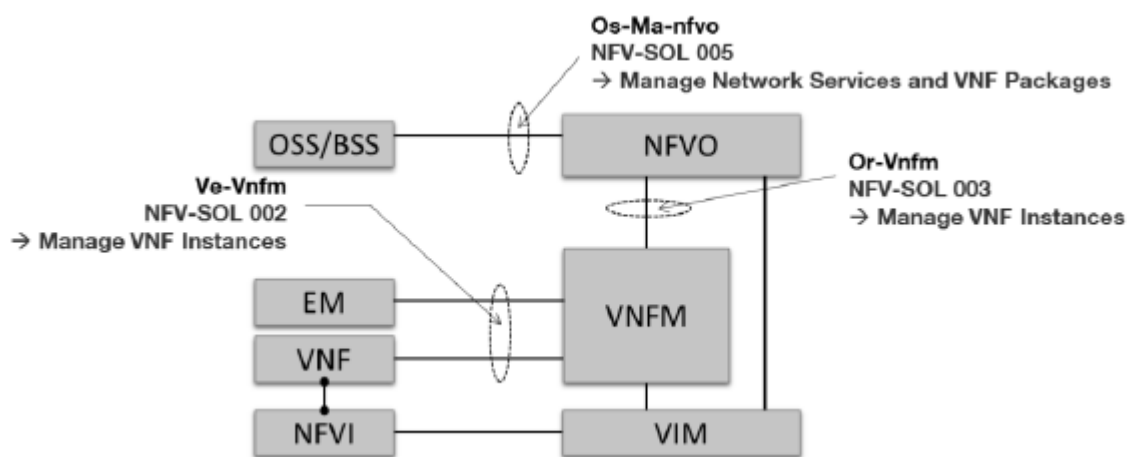 Os-Ma-nfvo
NFV-SOL 005
→ Manage Network Services and VNF Packages
OSS/BSS
NFVO
Ve-Vnfm
NFV-SOL 002
→ Manage VNF Instances
Or-Vnfm
NFV-SOL 003
→ Manage VNF Instances
EM
VNFM
VNF
NFVI
VIM